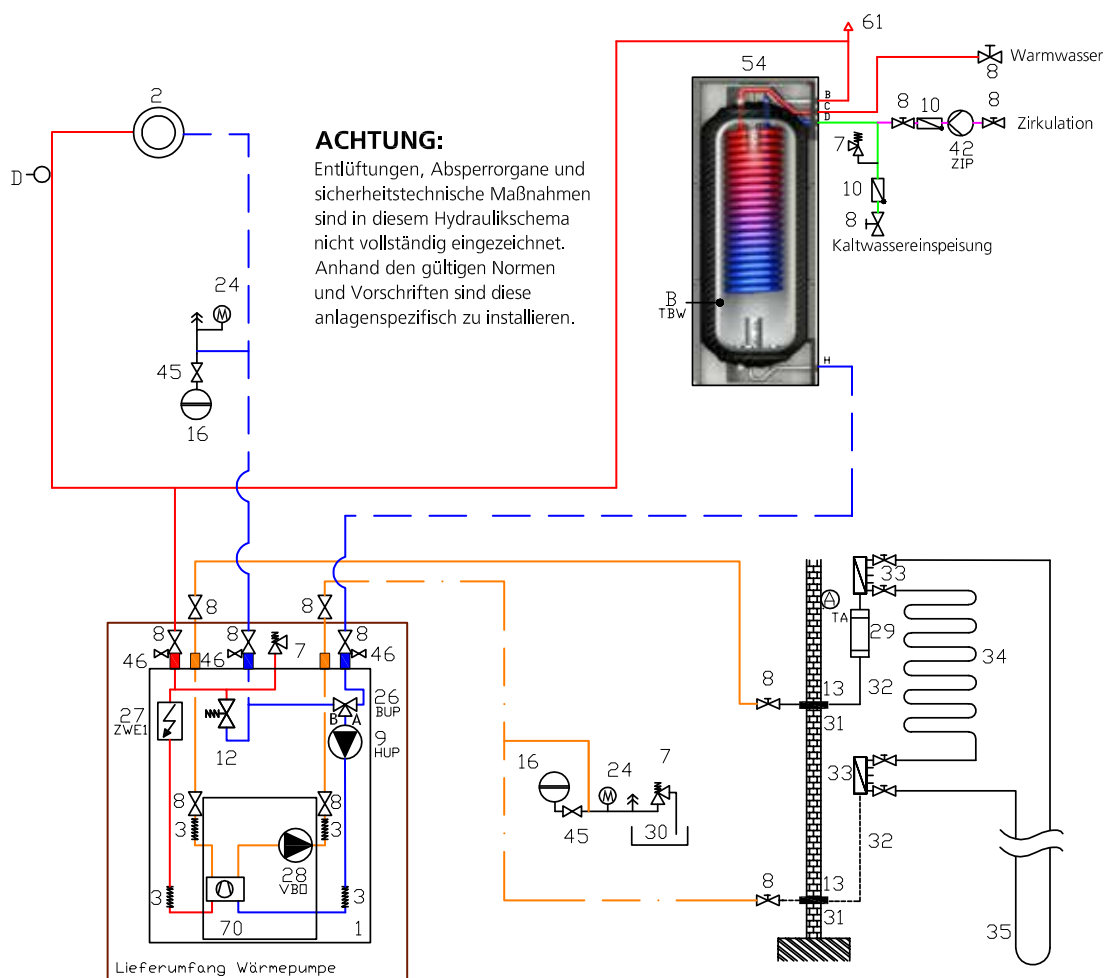 61
54
Warmwasser
8
B
C
D
8
10
8
Zirkulation
42
ZIP
7
10
8
Kaltwassereinspeisung
2
D
ACHTUNG:
Entlüftungen, Absperrorgane und
sicherheitstechnische Maßnahmen
sind in diesem Hydraulikschema
nicht vollständig eingezeichnet.
Anhand den gültigen Normen
und Vorschriften sind diese
anlagenspezifisch zu installieren.
24
M
45
16
B
TBW
H
8
8
8
8
8
7
46
46
46
27
ZWE1
12
B
A
26
BUP
9
HUP
8
8
3
3
28
VBO
3
3
70
1
Lieferumfang Wärmepumpe
16
24
7
M
45
30
A
TA
33
29
34
8
13
32
31
33
32
8
13
31
35